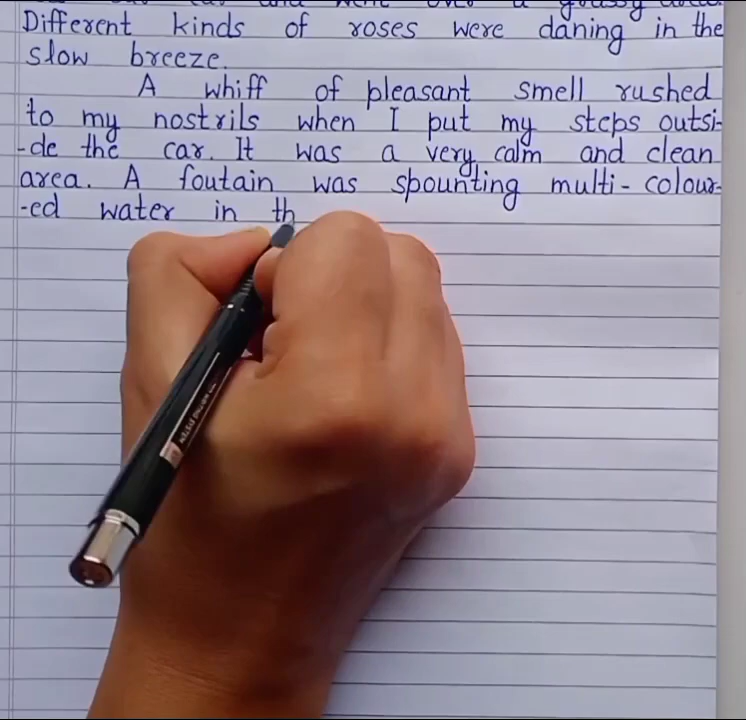 Different kinds of roses were daning in the
slow breeze.
A whiff of pleasant smell rushed
to my nostrils when I put my steps outsi-
-de the car. It was a very calm and clean
area. A foutain was spounting multi-colour-
-ed water in th